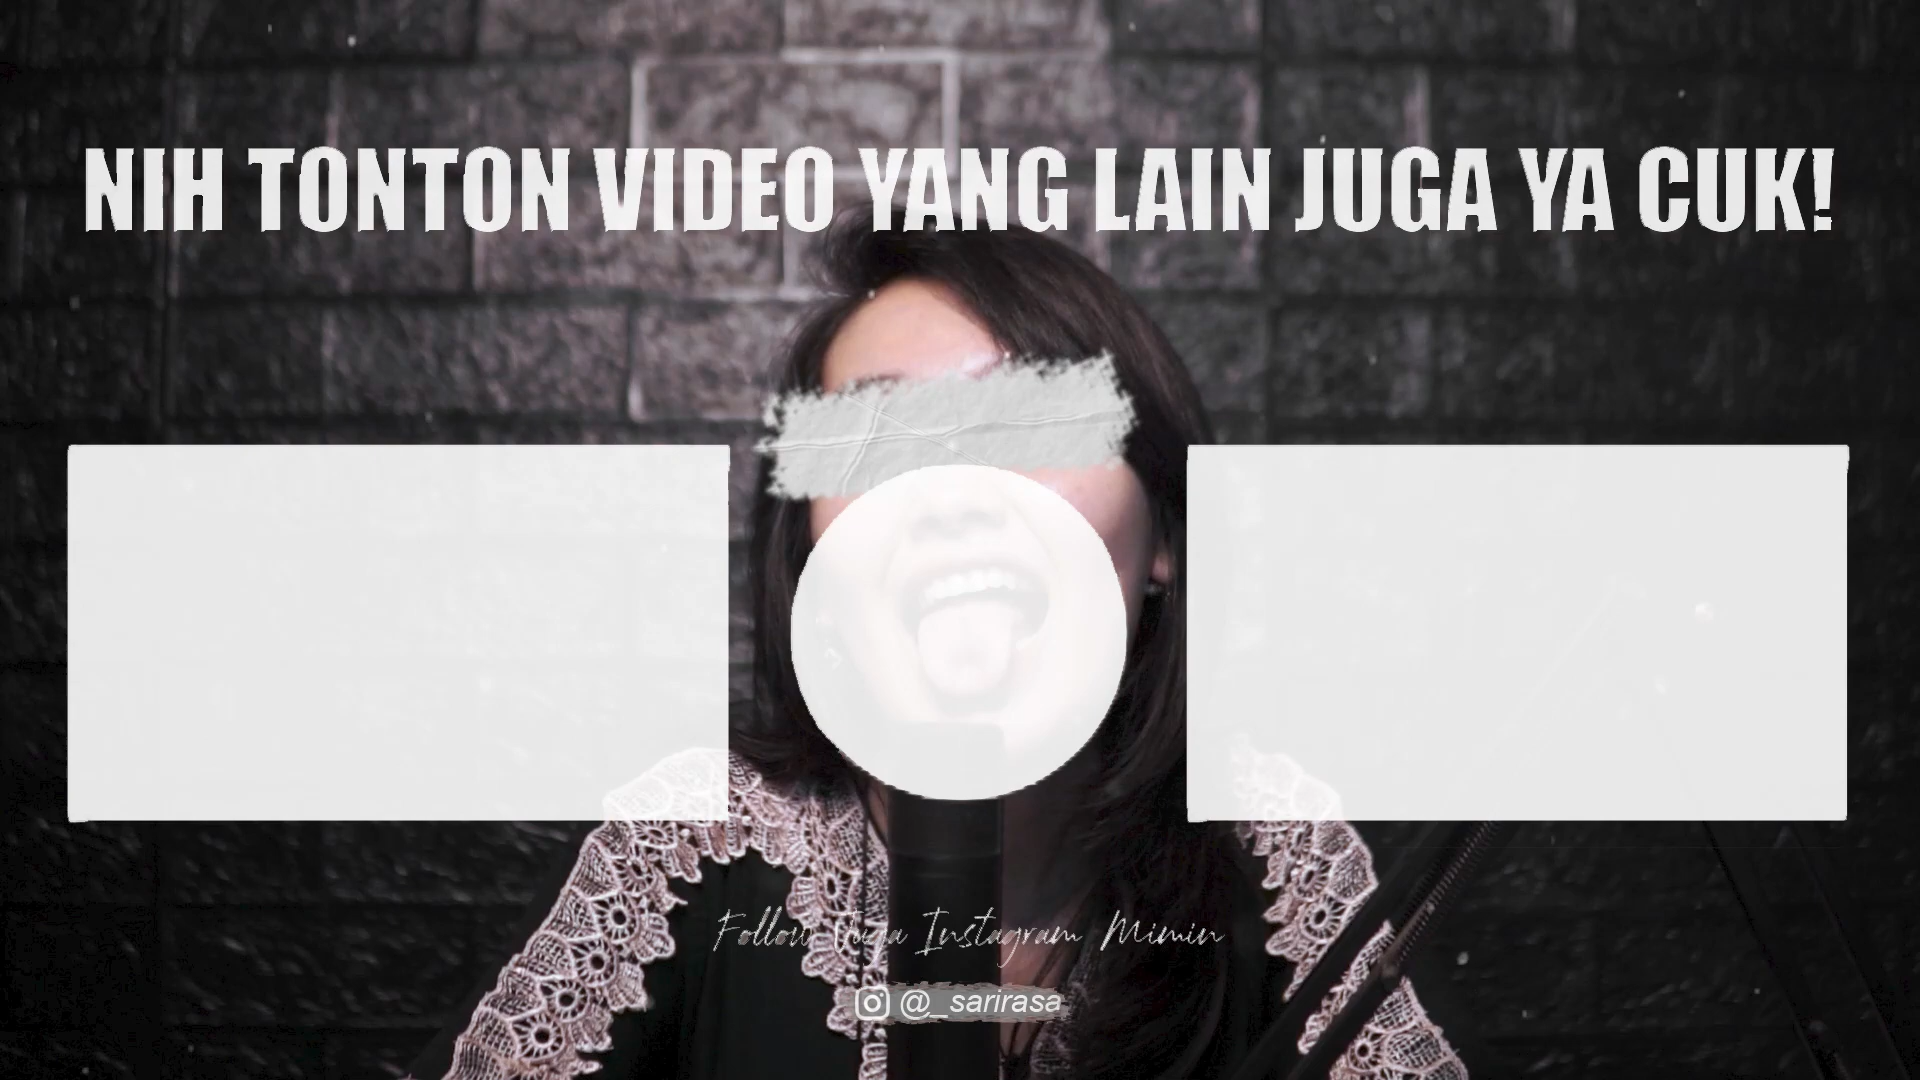 NIH TONTON VIDEO YANG LAIN JUGA YA CUK!
Follow Juga Instagram Mimin
@_sarirasa